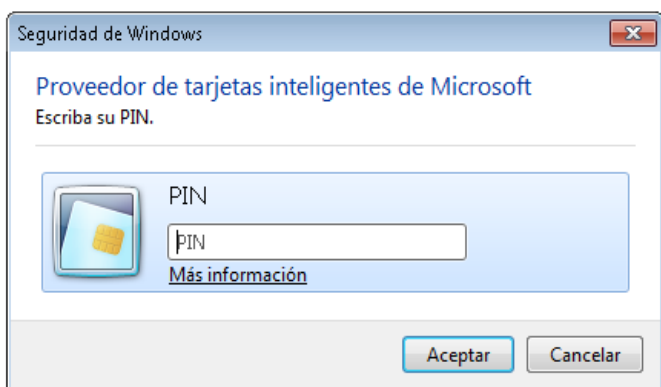 Seguridad de Windows
Proveedor de tarjetas inteligentes de Microsoft
Escriba su PIN.
PIN
PIN
Más información
Aceptar Cancelar